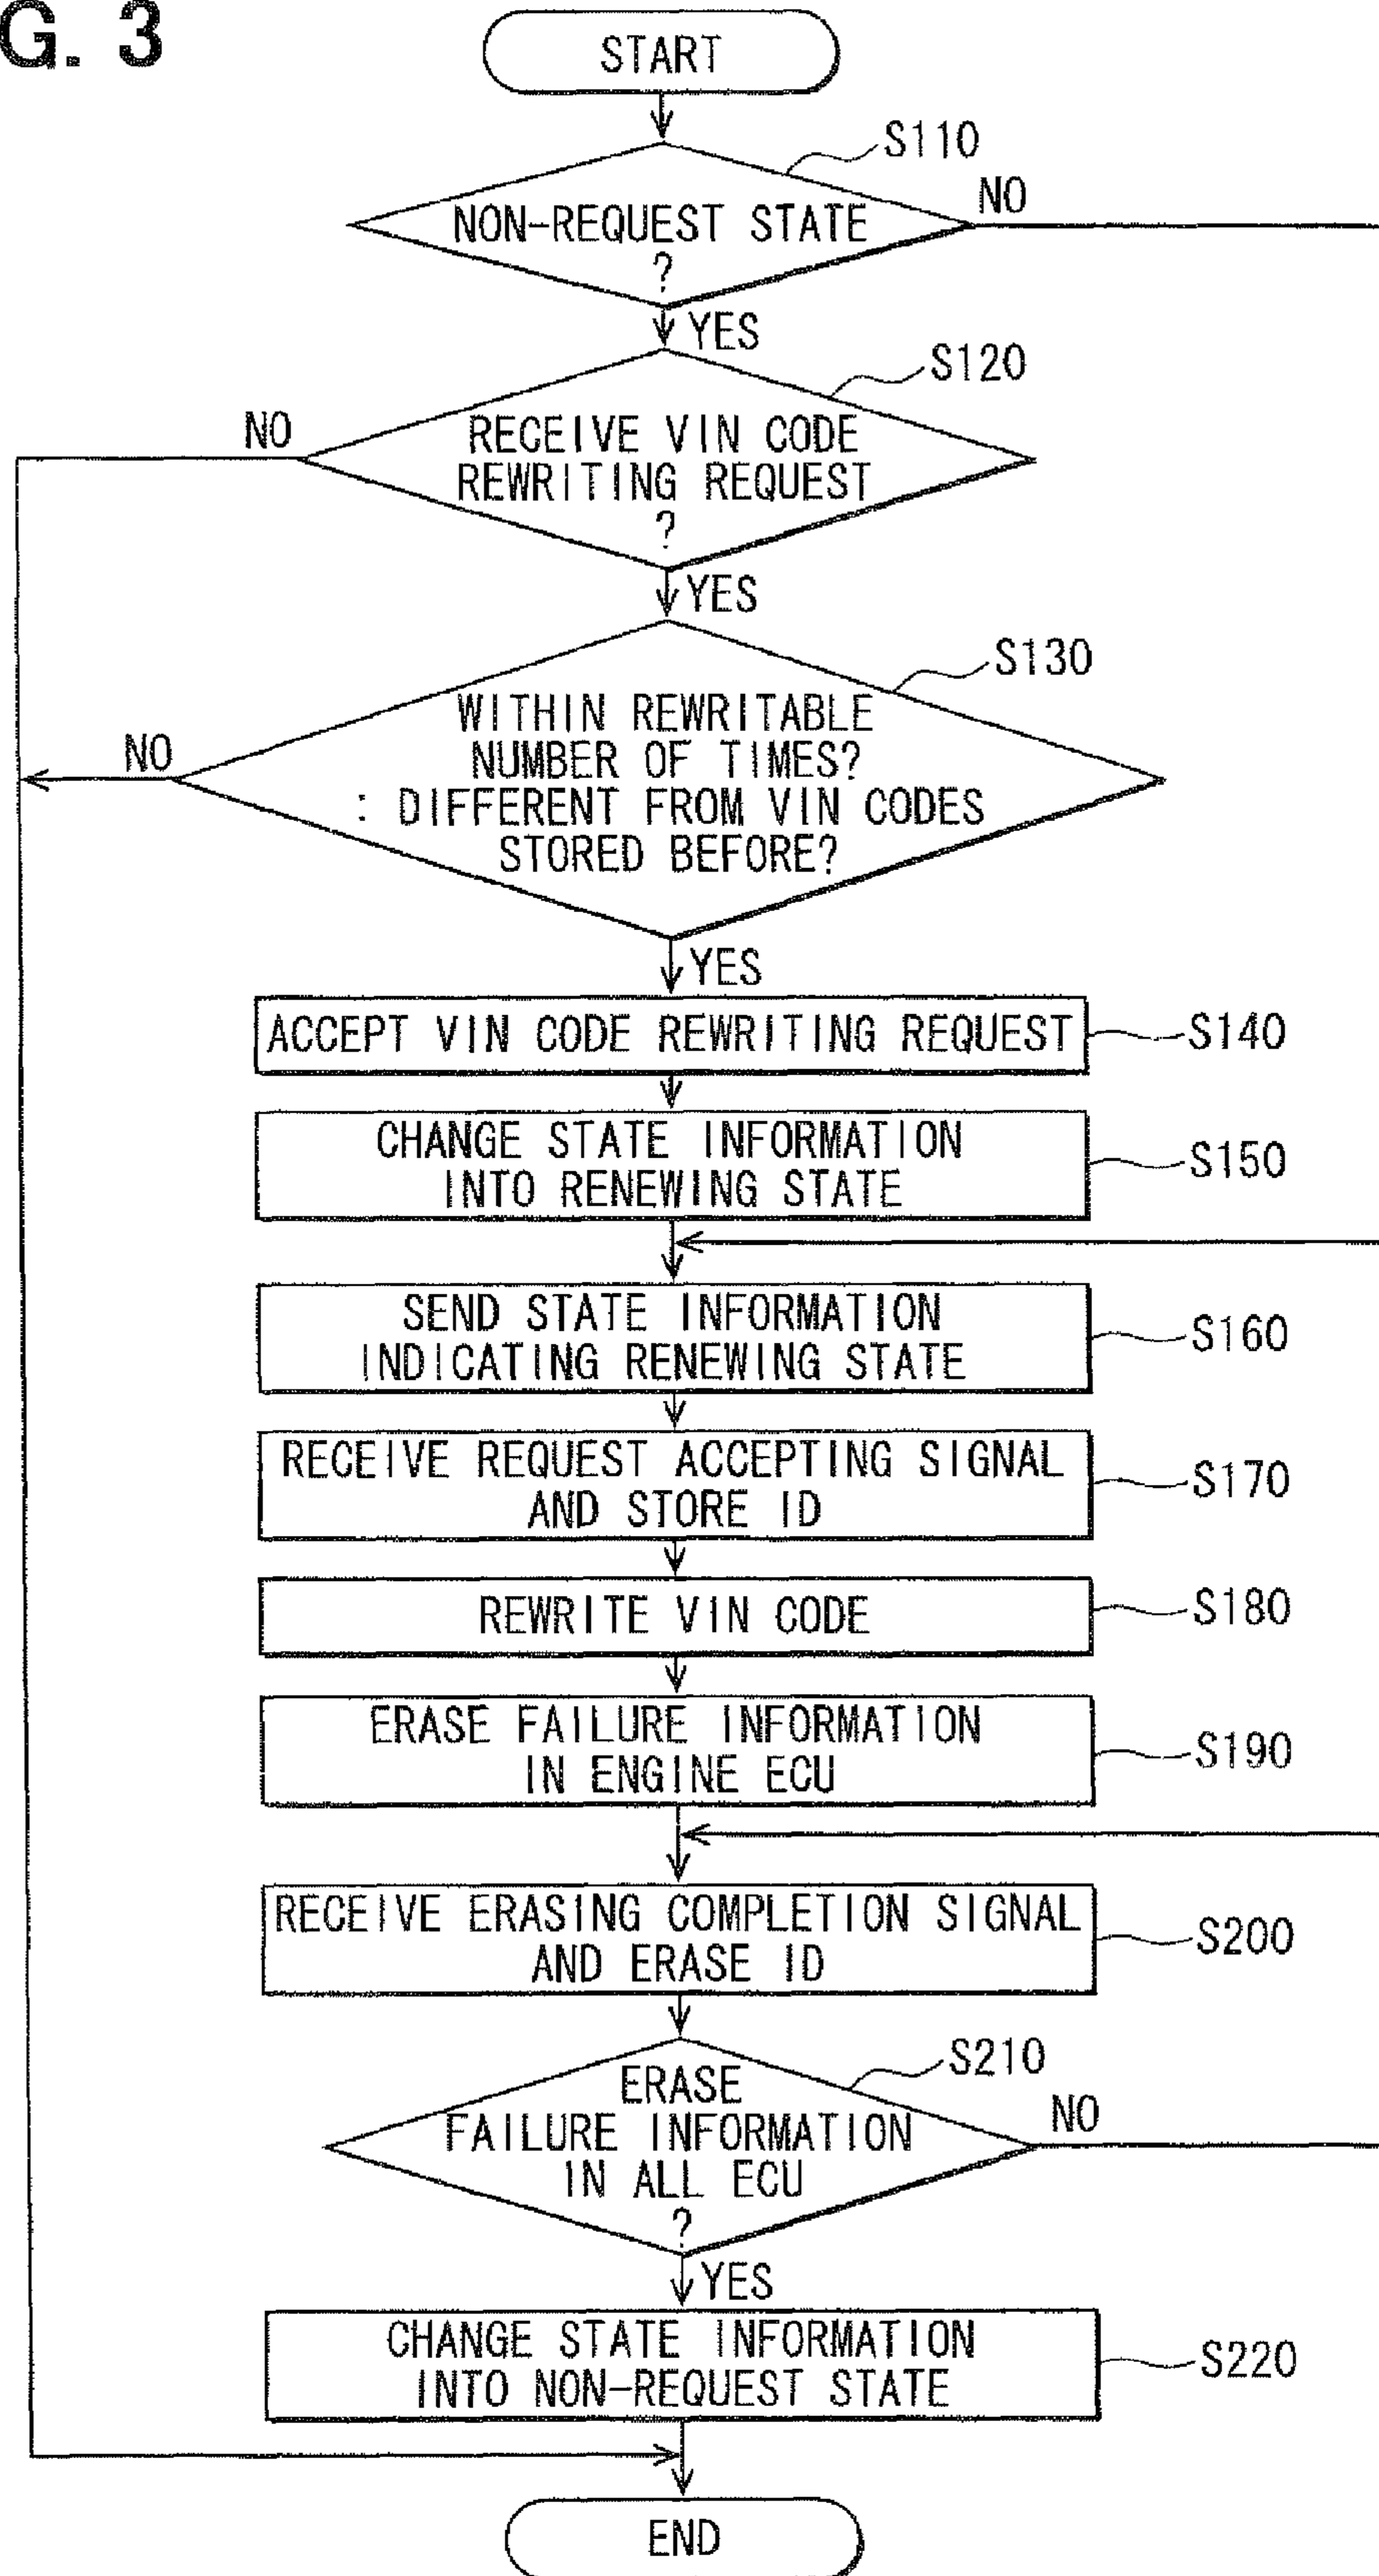 G. 3
START
S110
NON-REQUEST STATE
?
NO
YES
S120
RECEIVE VIN CODE
REWRITING REQUEST
?
NO
YES
S130
WITHIN REWRITABLE
NUMBER OF TIMES?
: DIFFERENT FROM VIN CODES
STORED BEFORE?
NO
YES
ACCEPT VIN CODE REWRITING REQUEST
S140
CHANGE STATE INFORMATION
INTO RENEWING STATE
S150
SEND STATE INFORMATION
INDICATING RENEWING STATE
S160
RECEIVE REQUEST ACCEPTING SIGNAL
AND STORE ID
S170
REWRITE VIN CODE
S180
ERASE FAILURE INFORMATION
IN ENGINE ECU
S190
RECEIVE ERASING COMPLETION SIGNAL
AND ERASE ID
S200
S210
ERASE
FAILURE INFORMATION
IN ALL ECU
?
NO
YES
CHANGE STATE INFORMATION
INTO NON-REQUEST STATE
S220
END